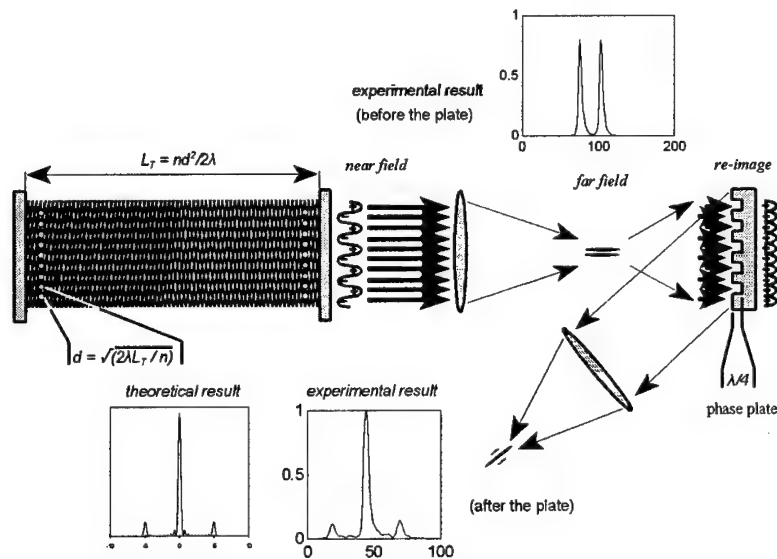 1
0.5
0
0
100
200
experimental result
(before the plate)
L_T = nd²/2λ
near field
far field
re-image
d = √(2λL_T / n)
λ/4
phase plate
theoretical result
experimental result
1
0.5
0
0
50
100
0
(after the plate)